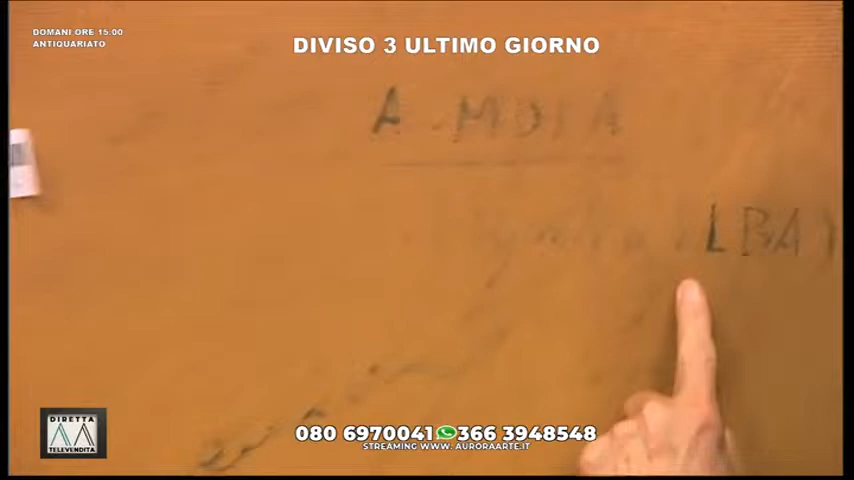 DOMANI ORE 15.00
ANTIQUARIATO
DIVISO 3 ULTIMO GIORNO
LBA
DIRETTA
TELEVENDITA
080 6970041 366 3948548
STREAMING WWW. AURORAARTE.IT